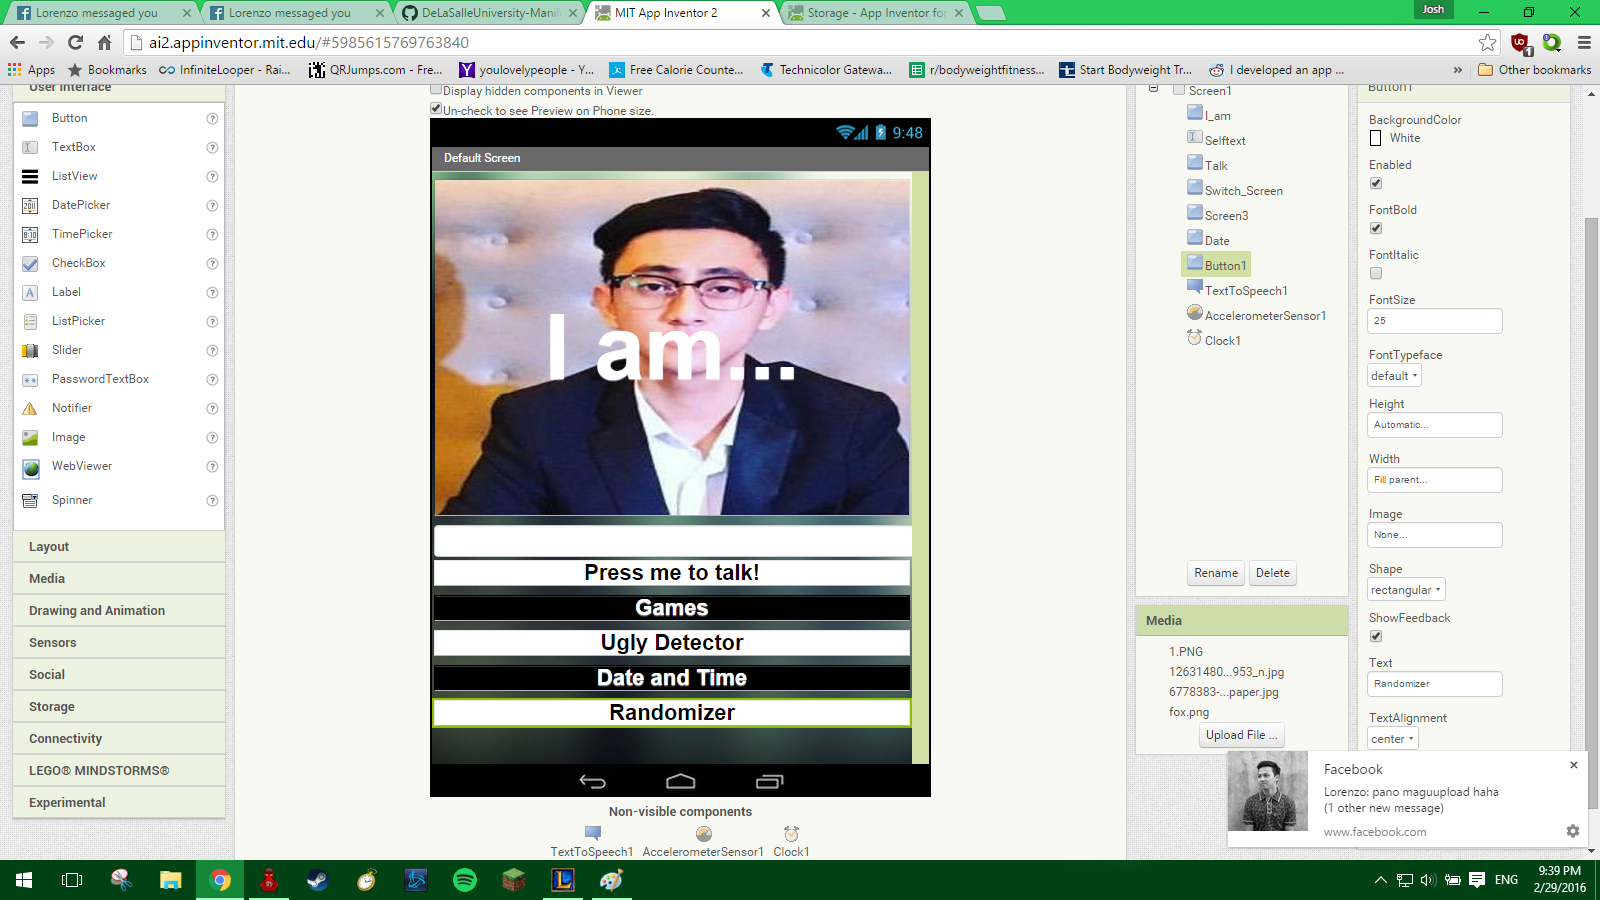 Lorenzo messaged you
Lorenzo messaged you
DeLaSalleUniversity-Manil
MIT App Inventor 2
Storage - App Inventor for
Josh
ai2.appinventor.mit.edu/#5985615769763840
Apps
Bookmarks
InfiniteLooper - Rai...
QRJumps.com - Fre...
youlovelypeople - Y...
Free Calorie Counte...
Technicolor Gatewa...
r/bodyweightfitness...
Start Bodyweight Tr...
I developed an app ...
»
Other bookmarks
User Interface
Button
TextBox
ListView
DatePicker
TimePicker
CheckBox
Label
ListPicker
Slider
PasswordTextBox
Notifier
Image
WebViewer
Spinner
Layout
Media
Drawing and Animation
Sensors
Social
Storage
Connectivity
LEGO® MINDSTORMS®
Experimental
Display hidden components in Viewer
Un-check to see Preview on Phone size.
9:48
Default Screen
I am...
Press me to talk!
Games
Ugly Detector
Date and Time
Randomizer
Non-visible components
TextToSpeech1
AccelerometerSensor1
Clock1
Screen1
I_am
Selftext
Talk
Switch_Screen
Screen3
Date
Button1
TextToSpeech1
AccelerometerSensor1
Clock1
Rename
Delete
Media
1.PNG
12631480...953_n.jpg
6778383-...paper.jpg
fox.png
Upload File ...
Button1
BackgroundColor
White
Enabled
FontBold
FontItalic
FontSize
25
FontTypeface
default
Height
Automatic...
Width
Fill parent...
Image
None...
Shape
rectangular
ShowFeedback
Text
Randomizer
TextAlignment
center
Facebook
Lorenzo: pano maguupload haha
(1 other new message)
www.facebook.com
ENG
9:39 PM
2/29/2016